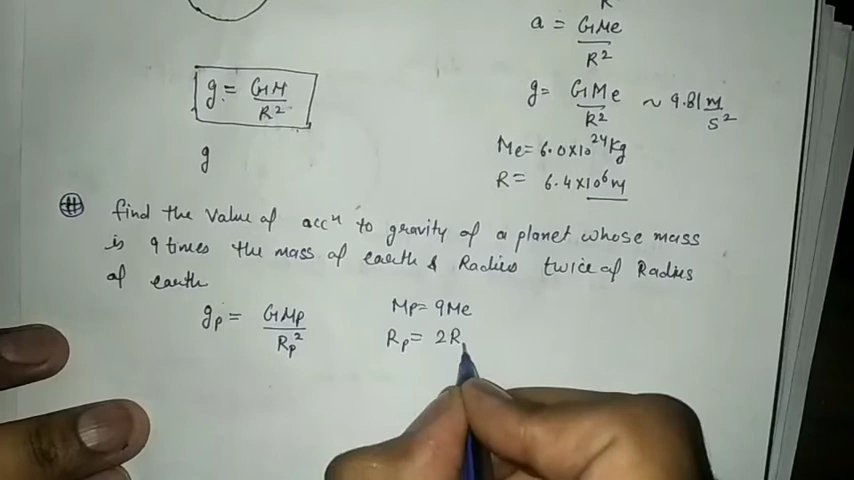 R
a = GMe
R²
g = GM
R²
g = GMe ~ 9.81 m
R² s²
g
Me = 6.0×10²⁴ Kg
R = 6.4×10⁶ m
find the value of accⁿ to gravity of a planet whose mass
is 9 times the mass of earth & Radius twice of Radius
of earth
gp = GMp
Rp²
Mp = 9Me
Rp = 2R